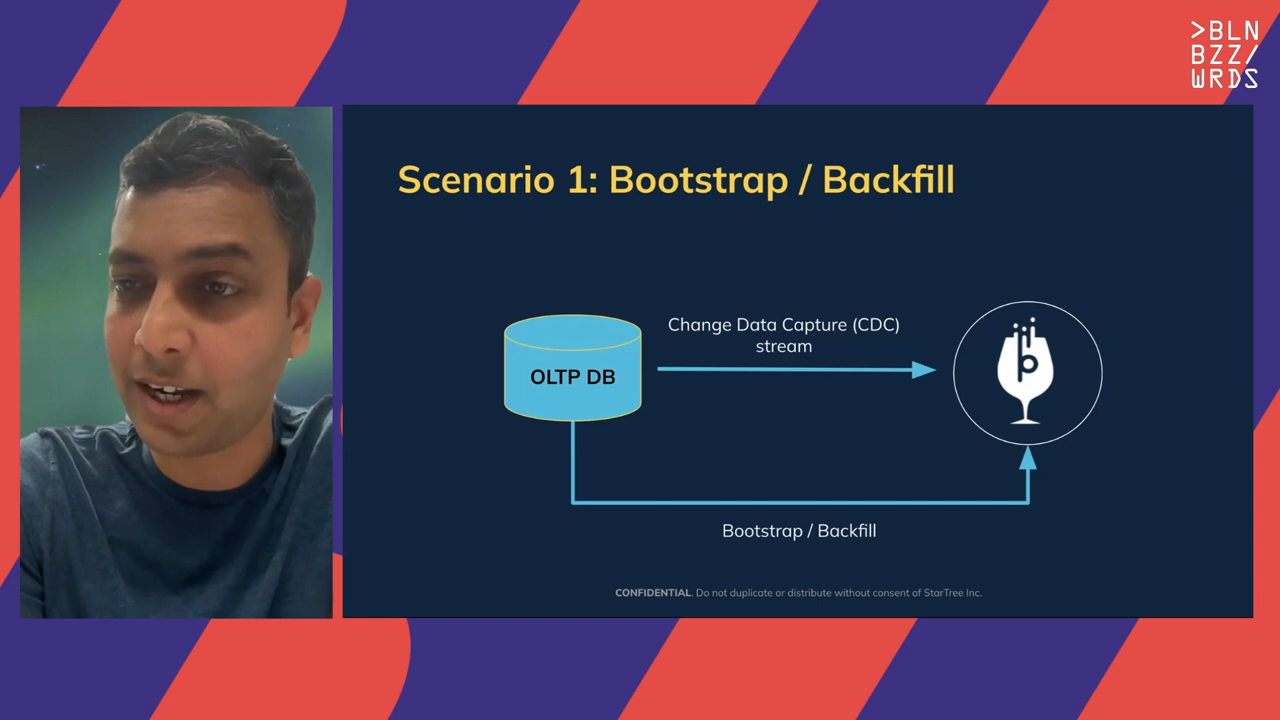 >BLN
BZZ/
WRDS
Scenario 1: Bootstrap / Backfill
Change Data Capture (CDC)
stream
OLTP DB
Bootstrap / Backfill
CONFIDENTIAL. Do not duplicate or distribute without consent of StarTree Inc.